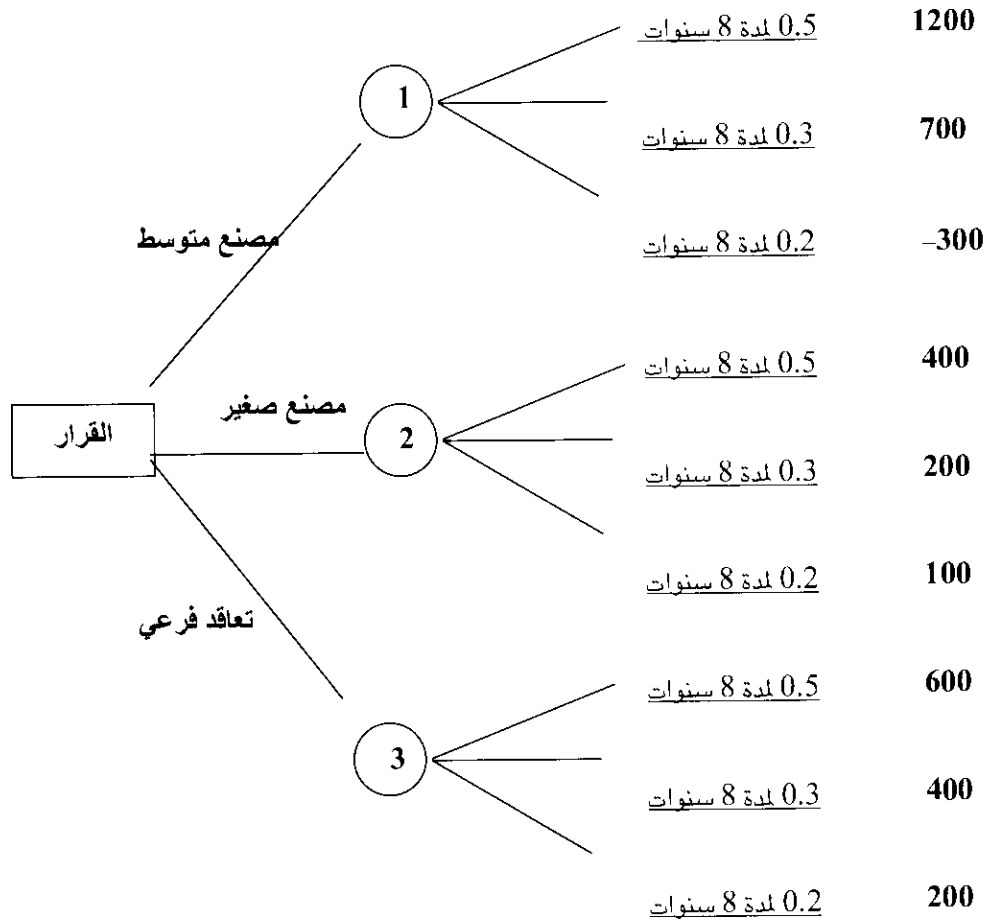 0.5 لمدة 8 سنوات 1200
1
0.3 لمدة 8 سنوات 700
مصنع متوسط
0.2 لمدة 8 سنوات –300
0.5 لمدة 8 سنوات 400
مصنع صغير
القرار
2
0.3 لمدة 8 سنوات 200
0.2 لمدة 8 سنوات 100
تعاقد فرعي
0.5 لمدة 8 سنوات 600
3
0.3 لمدة 8 سنوات 400
0.2 لمدة 8 سنوات 200